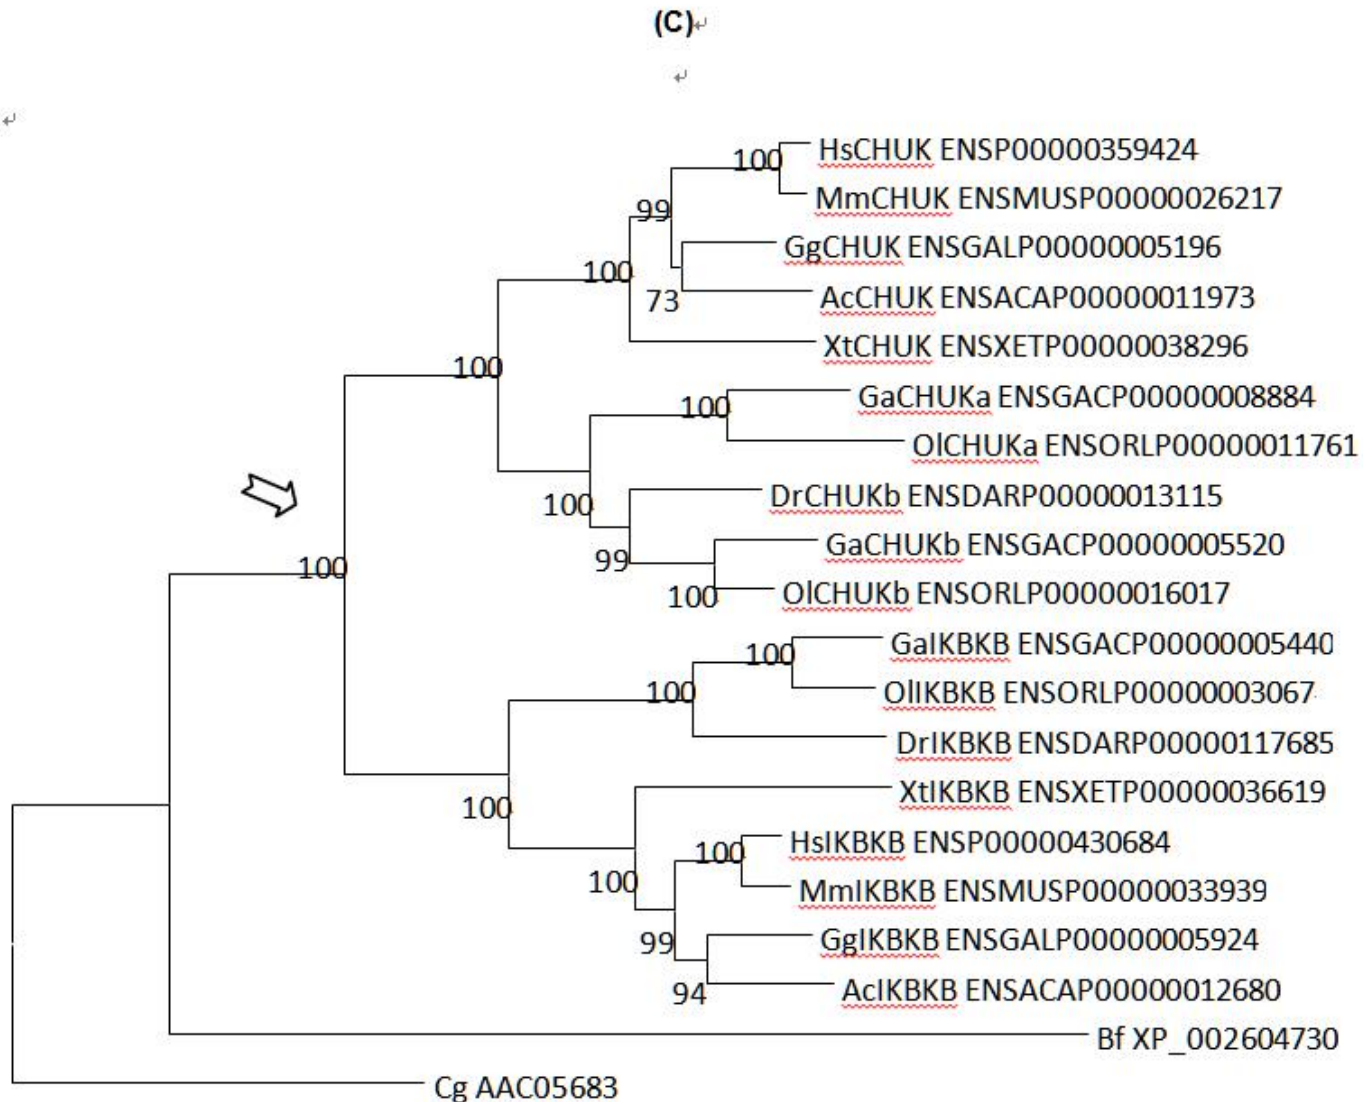 (C)
HsCHUK ENSP00000359424
100
MmCHUK ENSMUSP00000026217
99
GgCHUK ENSGALP00000005196
100
73
AcCHUK ENSACAP00000011973
XtCHUK ENSXETP00000038296
100
GaCHUKa ENSGACP00000008884
100
OlCHUKa ENSORLP00000011761
DrCHUKb ENSDARP00000013115
100
GaCHUKb ENSGACP00000005520
99
100
100
OlCHUKb ENSORLP00000016017
GaIKBKB ENSGACP00000005440
100
OlIKBKB ENSORLP00000003067
100
DrIKBKB ENSDARP00000117685
XtIKBKB ENSXETP00000036619
100
HsIKBKB ENSP00000430684
100
100
MmIKBKB ENSMUSP00000033939
99
GgIKBKB ENSGALP00000005924
94
AcIKBKB ENSACAP00000012680
Bf XP_002604730
Cg AAC05683